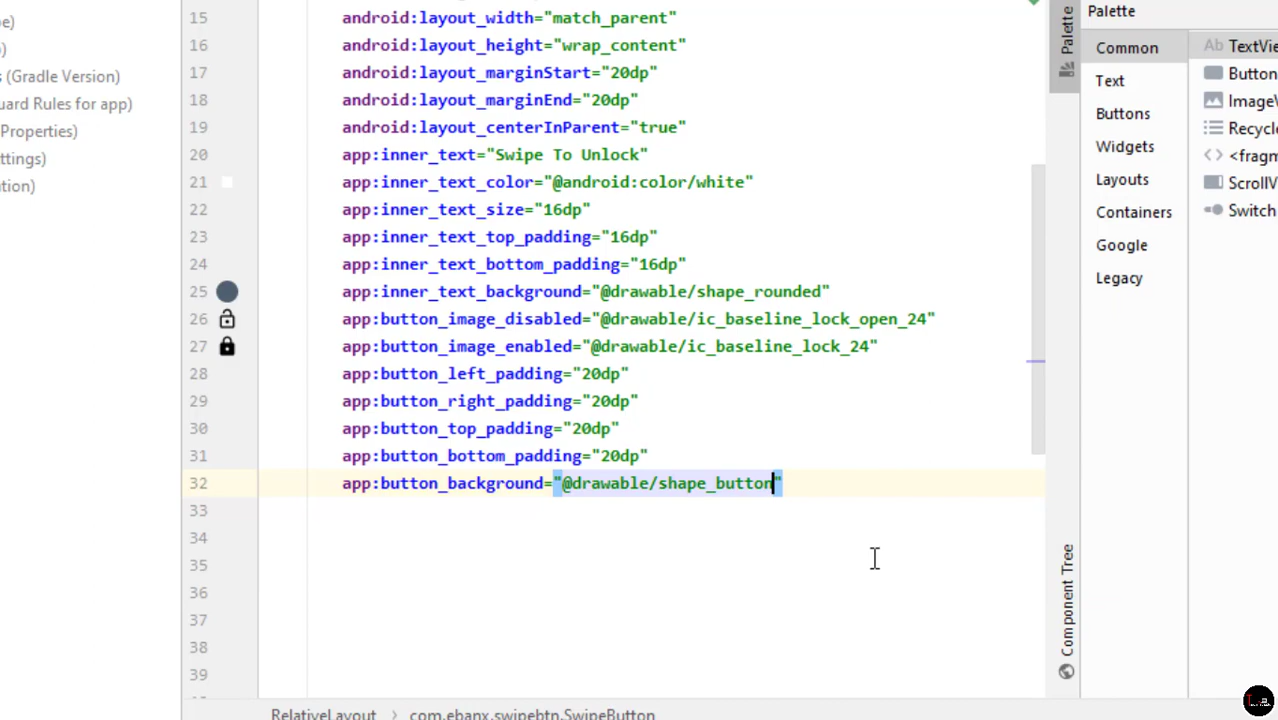 e)
)
s (Gradle Version)
uard Rules for app)
Properties)
ttings)
ation)
15 android:layout_width="match_parent"
16 android:layout_height="wrap_content"
17 android:layout_marginStart="20dp"
18 android:layout_marginEnd="20dp"
19 android:layout_centerInParent="true"
20 app:inner_text="Swipe To Unlock"
21 app:inner_text_color="@android:color/white"
22 app:inner_text_size="16dp"
23 app:inner_text_top_padding="16dp"
24 app:inner_text_bottom_padding="16dp"
25 app:inner_text_background="@drawable/shape_rounded"
26 app:button_image_disabled="@drawable/ic_baseline_lock_open_24"
27 app:button_image_enabled="@drawable/ic_baseline_lock_24"
28 app:button_left_padding="20dp"
29 app:button_right_padding="20dp"
30 app:button_top_padding="20dp"
31 app:button_bottom_padding="20dp"
32 app:button_background="@drawable/shape_button"
33
34
35
36
37
38
39
RelativeLayout > com.ebanx.swipebtn.SwipeButton
Palette
Component Tree
Palette
Common
Text
Buttons
Widgets
Layouts
Containers
Google
Legacy
Ab TextVie
Button
ImageV
Recycle
<> <fragm
ScrollV
Switch